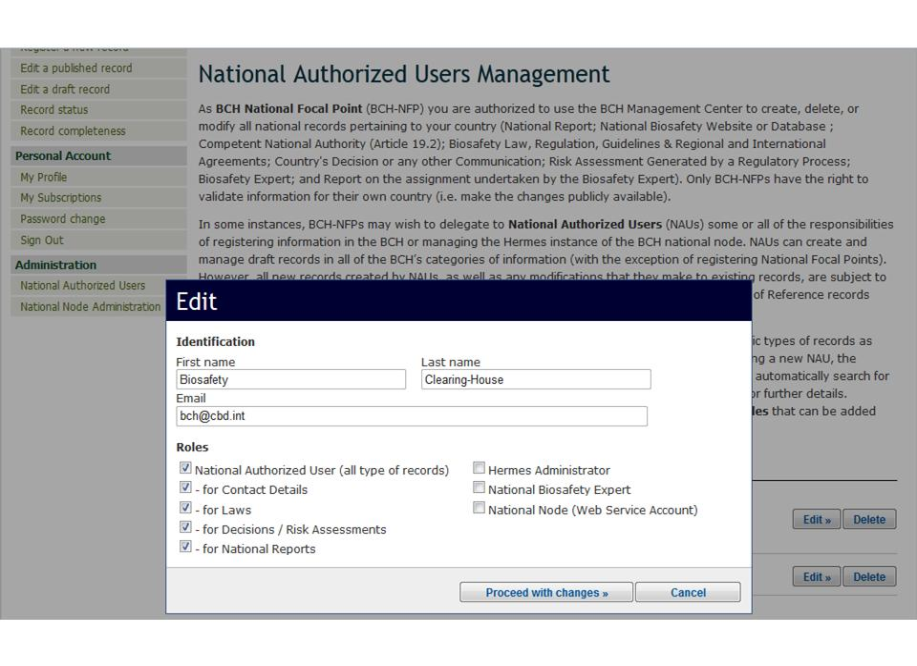 Register a new record
Edit a published record
Edit a draft record
Record status
Record completeness
Personal Account
My Profile
My Subscriptions
Password change
Sign Out
Administration
National Authorized Users
National Node Administration
National Authorized Users Management
As BCH National Focal Point (BCH-NFP) you are authorized to use the BCH Management Center to create, delete, or
modify all national records pertaining to your country (National Report; National Biosafety Website or Database ;
Competent National Authority (Article 19.2); Biosafety Law, Regulation, Guidelines & Regional and International
Agreements; Country's Decision or any other Communication; Risk Assessment Generated by a Regulatory Process;
Biosafety Expert; and Report on the assignment undertaken by the Biosafety Expert). Only BCH-NFPs have the right to
validate information for their own country (i.e. make the changes publicly available).
In some instances, BCH-NFPs may wish to delegate to National Authorized Users (NAUs) some or all of the responsibilities
of registering information in the BCH or managing the Hermes instance of the BCH national node. NAUs can create and
manage draft records in all of the BCH's categories of information (with the exception of registering National Focal Points).
However, all new records created by NAUs, as well as any modifications that they make to existing records, are subject to
of Reference records
ic types of records as
ng a new NAU, the
automatically search for
or further details.
les that can be added
Edit
Identification
First name Last name
Biosafety Clearing-House
Email
bch@cbd.int
Roles
National Authorized User (all type of records) Hermes Administrator
- for Contact Details National Biosafety Expert
- for Laws National Node (Web Service Account)
- for Decisions / Risk Assessments
- for National Reports
Proceed with changes » Cancel
Edit » Delete
Edit » Delete